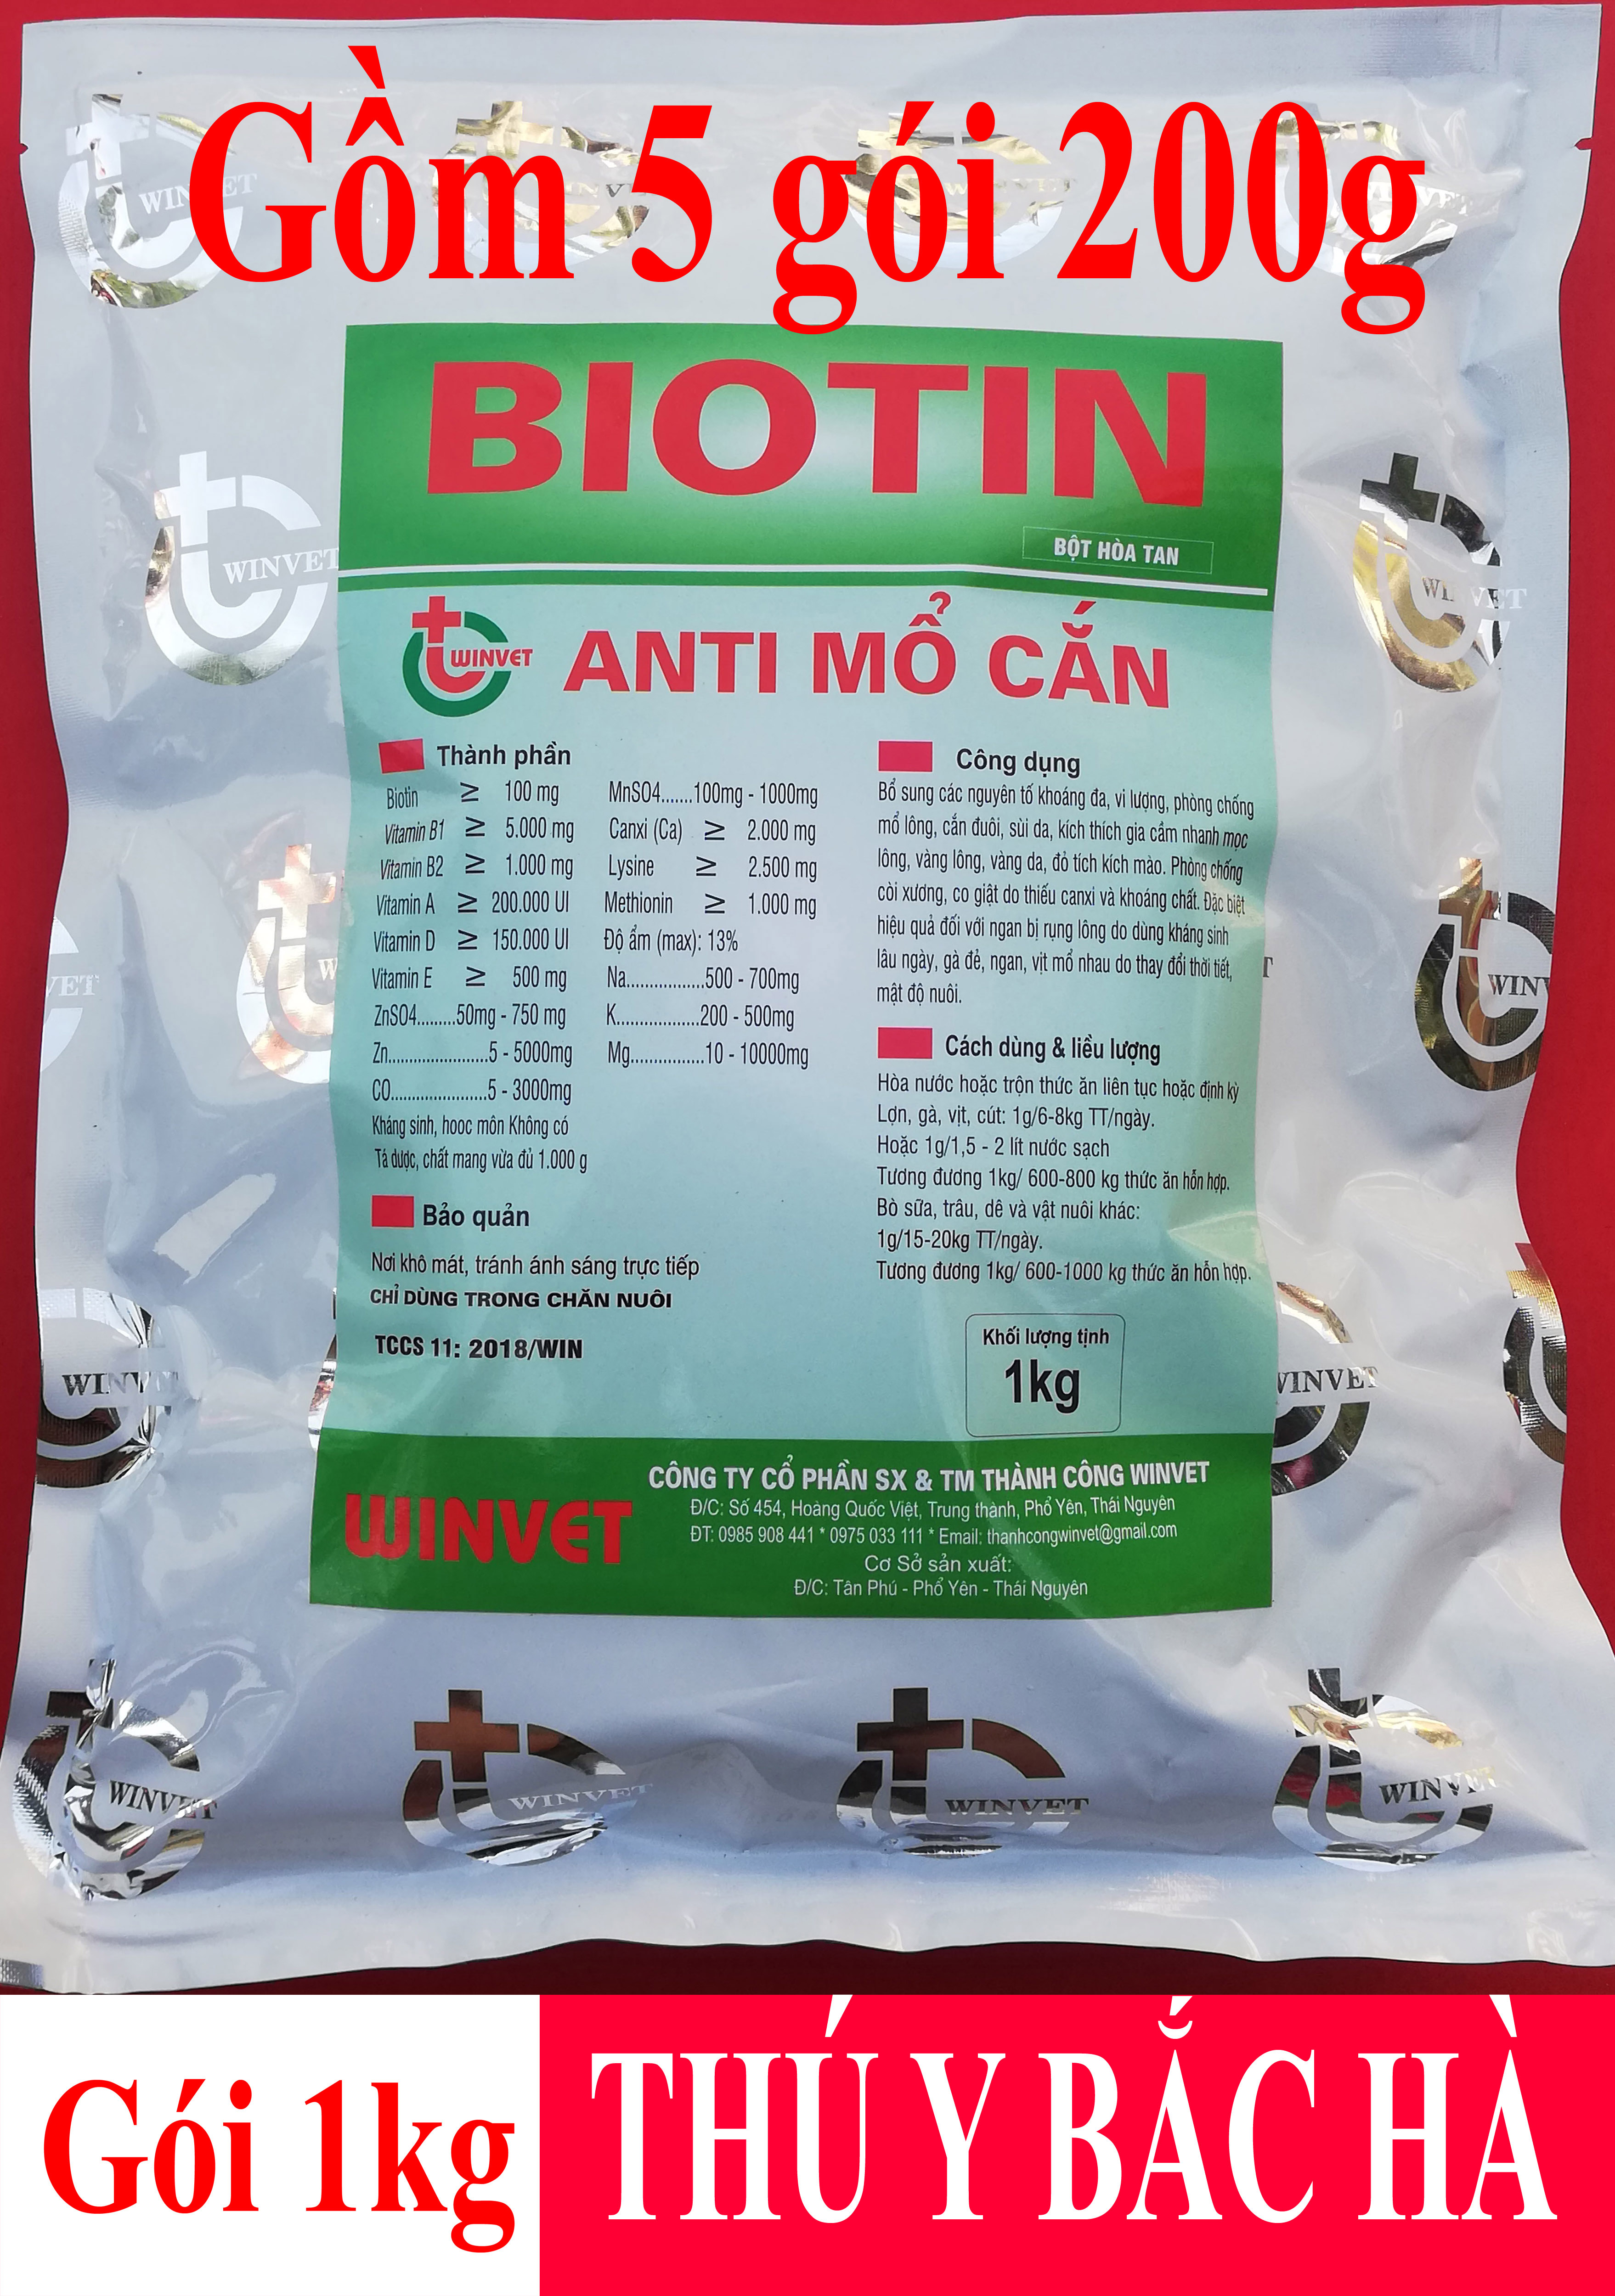 Gồm 5 gói 200g
BIOTIN
BỘT HÒA TAN
WINVET
ANTI MỔ CẮN
Thành phần
Biotin ≥ 100 mg
Vitamin B1 ≥ 5.000 mg
Vitamin B2 ≥ 1.000 mg
Vitamin A ≥ 200.000 UI
Vitamin D ≥ 150.000 UI
Vitamin E ≥ 500 mg
ZnSO4.........50mg - 750 mg
Zn.......................5 - 5000mg
CO......................5 - 3000mg
Kháng sinh, hooc môn Không có
Tá dược, chất mang vừa đủ 1.000 g
MnSO4.......100mg - 1000mg
Canxi (Ca) ≥ 2.000 mg
Lysine ≥ 2.500 mg
Methionin ≥ 1.000 mg
Độ ẩm (max): 13%
Na.................500 - 700mg
K..................200 - 500mg
Mg................10 - 10000mg
Bảo quản
Nơi khô mát, tránh ánh sáng trực tiếp
CHỈ DÙNG TRONG CHĂN NUÔI
TCCS 11: 2018/WIN
Công dụng
Bổ sung các nguyên tố khoáng đa, vi lượng, phòng chống
mổ lông, cắn đuôi, sùi da, kích thích gia cầm nhanh mọc
lông, vàng lông, vàng da, đỏ tích kích mào. Phòng chống
còi xương, co giật do thiếu canxi và khoáng chất. Đặc biệt
hiệu quả đối với ngan bị rụng lông do dùng kháng sinh
lâu ngày, gà đẻ, ngan, vịt mổ nhau do thay đổi thời tiết,
mật độ nuôi.
Cách dùng & liều lượng
Hòa nước hoặc trộn thức ăn liên tục hoặc định kỳ
Lợn, gà, vịt, cút: 1g/6-8kg TT/ngày.
Hoặc 1g/1,5 - 2 lít nước sạch
Tương đương 1kg/ 600-800 kg thức ăn hỗn hợp.
Bò sữa, trâu, dê và vật nuôi khác:
1g/15-20kg TT/ngày.
Tương đương 1kg/ 600-1000 kg thức ăn hỗn hợp.
Khối lượng tịnh
1kg
WINVET
CÔNG TY CỔ PHẦN SX & TM THÀNH CÔNG WINVET
Đ/C: Số 454, Hoàng Quốc Việt, Trung thành, Phổ Yên, Thái Nguyên
ĐT: 0985 908 441 * 0975 033 111 * Email: thanhcongwinvet@gmail.com
Cơ Sở sản xuất:
Đ/C: Tân Phú - Phổ Yên - Thái Nguyên
WINVET
WINVET
WINVET
WINVET
WINVET
WINVET
WINVET
Gói 1kg
THÚ Y BẮC HÀ